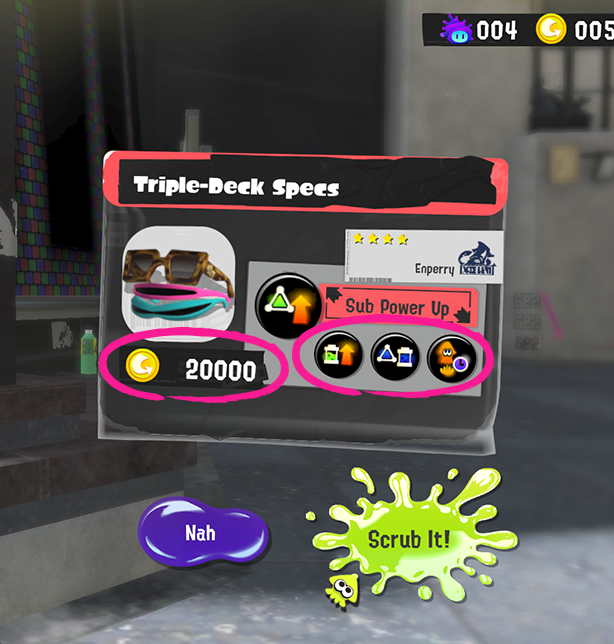 004 005
Triple-Deck Specs
Enperry
Sub Power Up
20000
Nah
Scrub It!